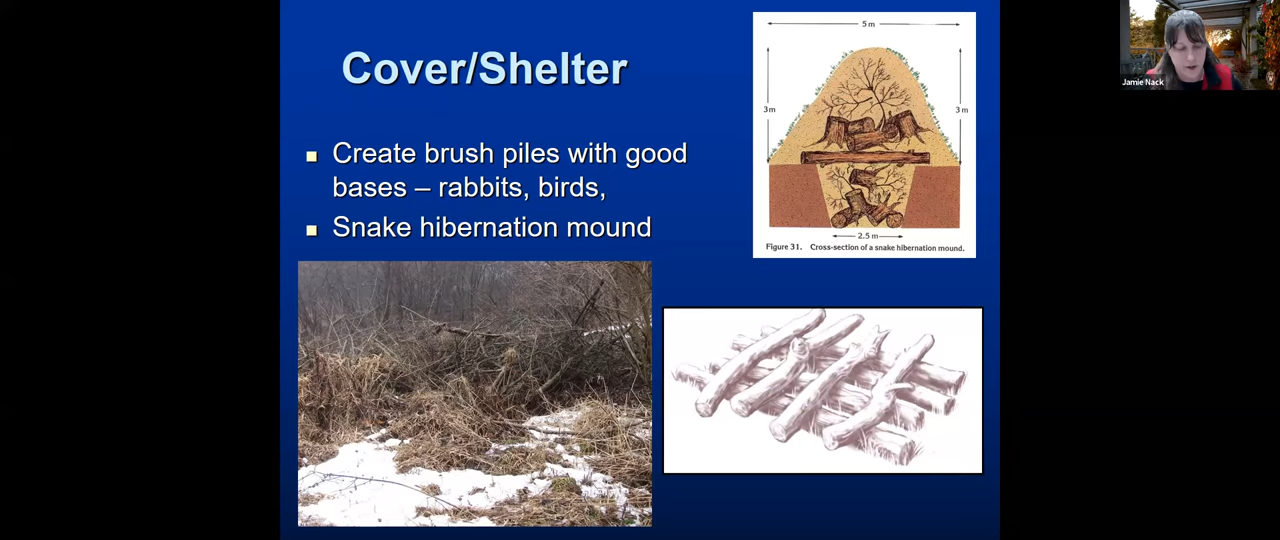 Cover/Shelter
▪ Create brush piles with good
bases – rabbits, birds,
▪ Snake hibernation mound
5 m
3 m
3 m
2.5 m
Figure 31. Cross-section of a snake hibernation mound.
Jamie Nack